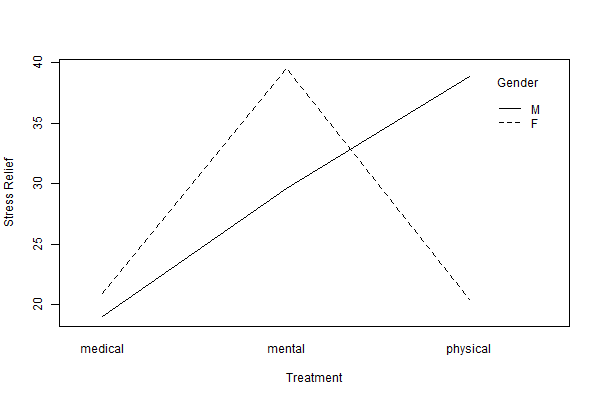 Gender
M
F
40
35
30
25
20
Stress Relief
medical mental physical
Treatment